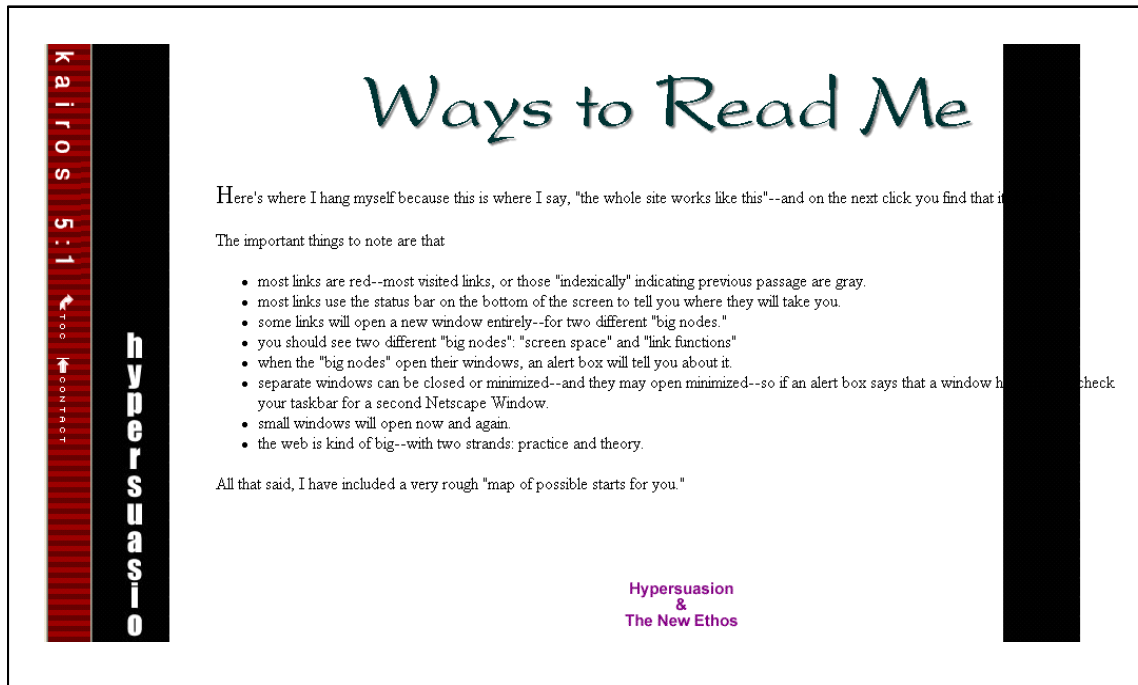 kairos 5:1
TOC
CONTACT
hypersuasio
Ways to Read Me
Here's where I hang myself because this is where I say, "the whole site works like this"--and on the next click you find that it
The important things to note are that
• most links are red--most visited links, or those "indexically" indicating previous passage are gray.
• most links use the status bar on the bottom of the screen to tell you where they will take you.
• some links will open a new window entirely--for two different "big nodes."
• you should see two different "big nodes": "screen space" and "link functions"
• when the "big nodes" open their windows, an alert box will tell you about it.
• separate windows can be closed or minimized--and they may open minimized--so if an alert box says that a window check
your taskbar for a second Netscape Window.
• small windows will open now and again.
• the web is kind of big--with two strands: practice and theory.
All that said, I have included a very rough "map of possible starts for you."
Hypersuasion
&
The New Ethos